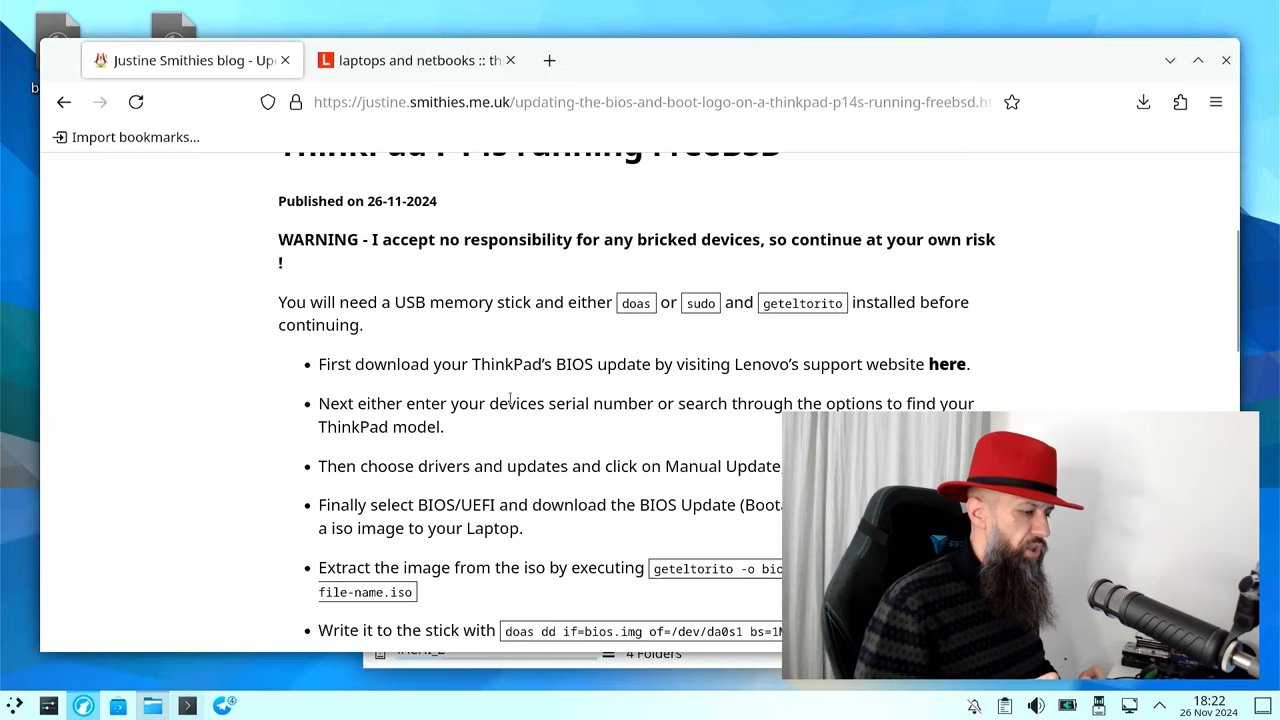 Justine Smithies blog - Up
laptops and netbooks :: th
https://justine.smithies.me.uk/updating-the-bios-and-boot-logo-on-a-thinkpad-p14s-running-freebsd.h
Import bookmarks...
ThinkPad P14s running FreeBSD
Published on 26-11-2024
WARNING - I accept no responsibility for any bricked devices, so continue at your own risk
!
You will need a USB memory stick and either doas or sudo and geteltorito installed before
continuing.
• First download your ThinkPad’s BIOS update by visiting Lenovo’s support website here.
• Next either enter your devices serial number or search through the options to find your
ThinkPad model.
• Then choose drivers and updates and click on Manual Update
• Finally select BIOS/UEFI and download the BIOS Update (Boota
a iso image to your Laptop.
• Extract the image from the iso by executing geteltorito -o bio
file-name.iso
• Write it to the stick with doas dd if=bios.img of=/dev/da0s1 bs=1M
4 Folders
4
18:22
26 Nov 2024